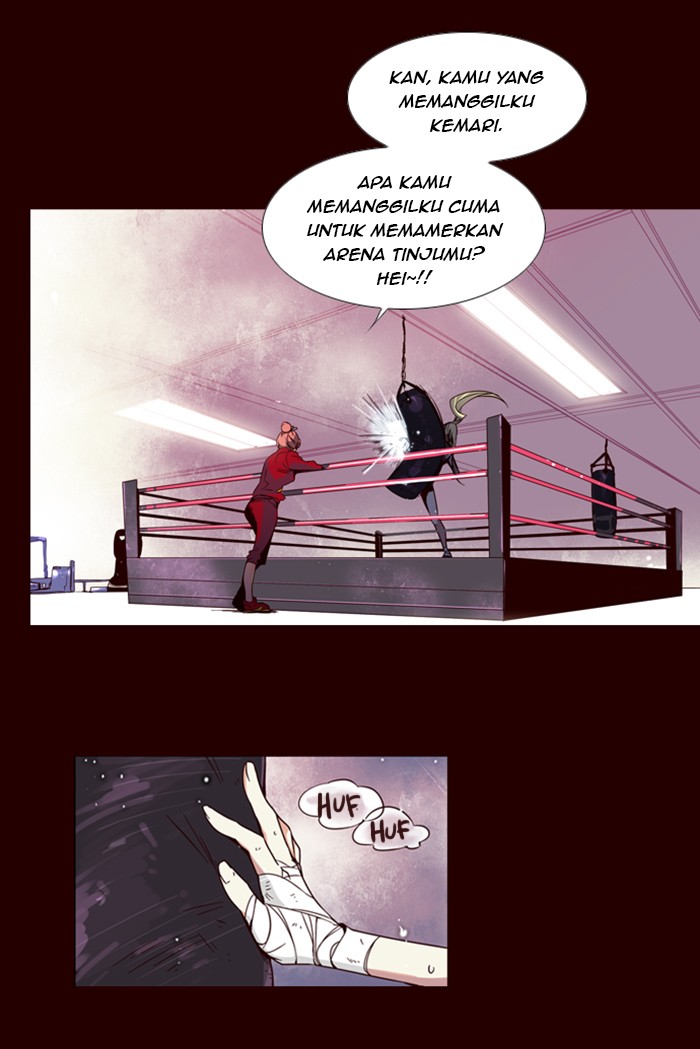 KAN, KAMU YANG
MEMANGGILKU
KEMARI.
APA KAMU
MEMANGGILKU CUMA
UNTUK MEMAMERKAN
ARENA TINJUMU?
HEI~!!
HUF
HUF